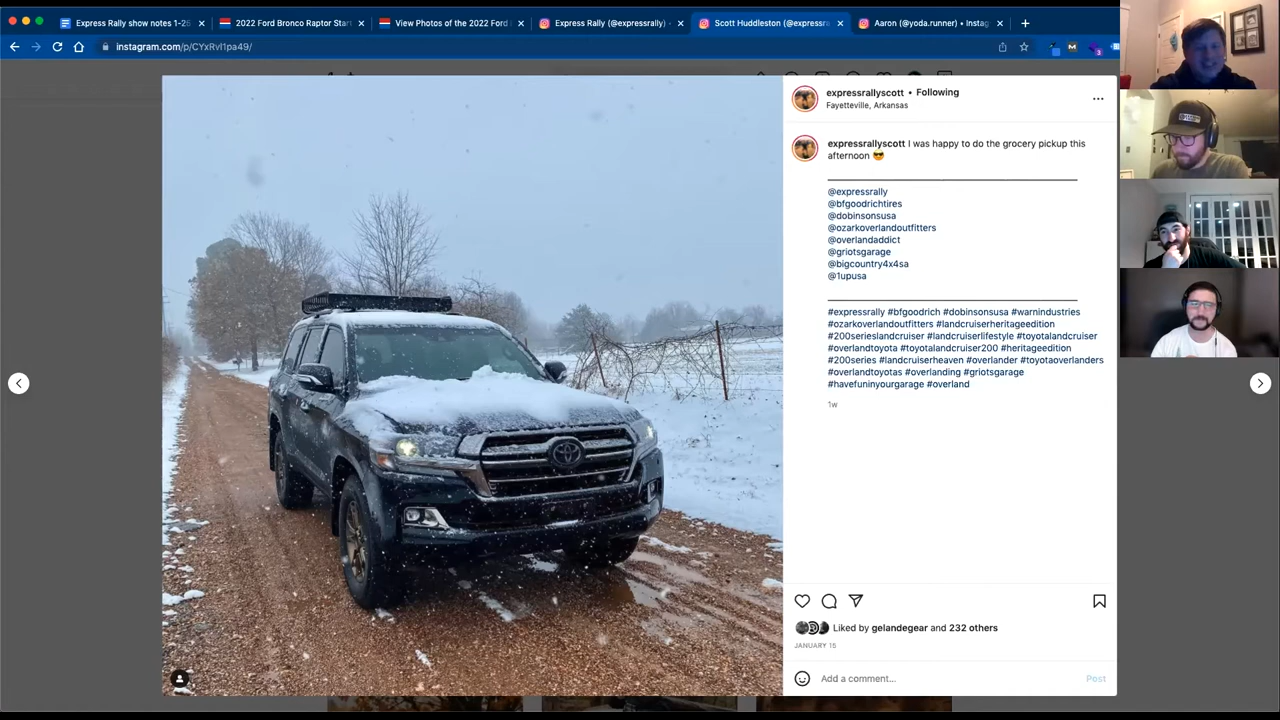 Express Rally show notes 1-25
2022 Ford Bronco Raptor Star
View Photos of the 2022 Ford
Express Rally (@expressrally) •
Scott Huddleston (@expressra
Aaron (@yoda.runner) • Instag
instagram.com/p/CYxRvl1pa49/
expressrallyscott • Following
Fayetteville, Arkansas
expressrallyscott I was happy to do the grocery pickup this
afternoon 😎
@expressrally
@bfgoodrichtires
@dobinsonsusa
@ozarkoverlandoutfitters
@overlandaddict
@griotsgarage
@bigcountry4x4sa
@1upusa
#expressrally #bfgoodrich #dobinsonsusa #warnindustries
#ozarkoverlandoutfitters #landcruiserheritageedition
#200serieslandcruiser #landcruiserlifestyle #toyotalandcruiser
#overlandtoyota #toyotalandcruiser200 #heritageedition
#200series #landcruiserheaven #overlander #toyotaoverlanders
#overlandtoyotas #overlanding #griotsgarage
#havefuninyourgarage #overland
1w
Liked by gelandegear and 232 others
JANUARY 15
Add a comment...
Post